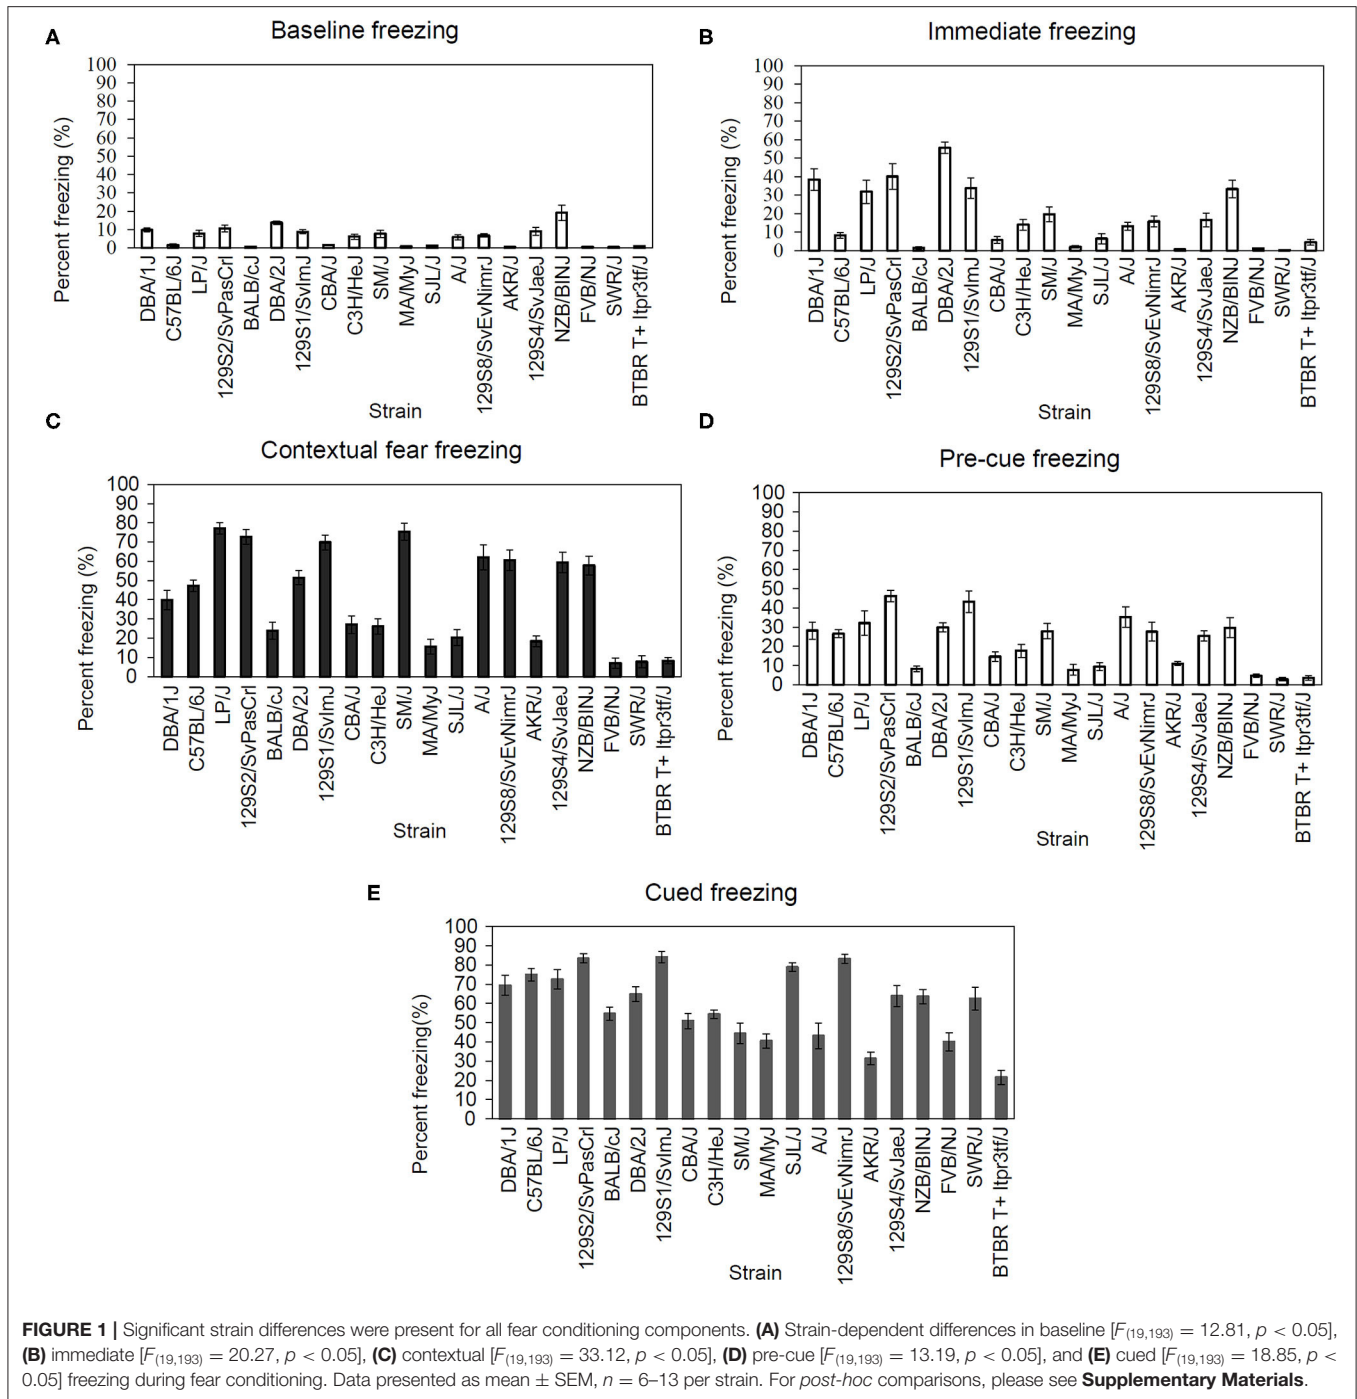 A
Baseline freezing
Percent freezing (%)
100
90
80
70
60
50
40
30
20
10
0
DBA/1J
C57BL/6J
LP/J
129S2/SvPasCrl
BALB/cJ
DBA/2J
129S1/SvImJ
CBA/J
C3H/HeJ
SM/J
MA/MyJ
SJL/J
A/J
129S8/SvEvNimrJ
AKR/J
129S4/SvJaeJ
NZB/BINJ
FVB/NJ
SWR/J
BTBR T+ Itpr3tf/J
Strain
B
Immediate freezing
Percent freezing (%)
100
90
80
70
60
50
40
30
20
10
0
DBA/1J
C57BL/6J
LP/J
129S2/SvPasCrl
BALB/cJ
DBA/2J
129S1/SvImJ
CBA/J
C3H/HeJ
SM/J
MA/MyJ
SJL/J
A/J
129S8/SvEvNimrJ
AKR/J
129S4/SvJaeJ
NZB/BINJ
FVB/NJ
SWR/J
BTBR T+ Itpr3tf/J
Strain
C
Contextual fear freezing
Percent freezing (%)
100
90
80
70
60
50
40
30
20
10
0
DBA/1J
C57BL/6J
LP/J
129S2/SvPasCrl
BALB/cJ
DBA/2J
129S1/SvImJ
CBA/J
C3H/HeJ
SM/J
MA/MyJ
SJL/J
A/J
129S8/SvEvNimrJ
AKR/J
129S4/SvJaeJ
NZB/BINJ
FVB/NJ
SWR/J
BTBR T+ Itpr3tf/J
Strain
D
Pre-cue freezing
Percent freezing (%)
100
90
80
70
60
50
40
30
20
10
0
DBA/1J
C57BL/6J
LP/J
129S2/SvPasCrl
BALB/cJ
DBA/2J
129S1/SvImJ
CBA/J
C3H/HeJ
SM/J
MA/MyJ
SJL/J
A/J
129S8/SvEvNimrJ
AKR/J
129S4/SvJaeJ
NZB/BINJ
FVB/NJ
SWR/J
BTBR T+ Itpr3tf/J
Strain
E
Cued freezing
Percent freezing(%)
100
90
80
70
60
50
40
30
20
10
0
DBA/1J
C57BL/6J
LP/J
129S2/SvPasCrl
BALB/cJ
DBA/2J
129S1/SvImJ
CBA/J
C3H/HeJ
SM/J
MA/MyJ
SJL/J
A/J
129S8/SvEvNimrJ
AKR/J
129S4/SvJaeJ
NZB/BINJ
FVB/NJ
SWR/J
BTBR T+ Itpr3tf/J
Strain
FIGURE 1 | Significant strain differences were present for all fear conditioning components. (A) Strain-dependent differences in baseline [F(19,193) = 12.81, p < 0.05],
(B) immediate [F(19,193) = 20.27, p < 0.05], (C) contextual [F(19,193) = 33.12, p < 0.05], (D) pre-cue [F(19,193) = 13.19, p < 0.05], and (E) cued [F(19,193) = 18.85, p <
0.05] freezing during fear conditioning. Data presented as mean ± SEM, n = 6–13 per strain. For post-hoc comparisons, please see Supplementary Materials.